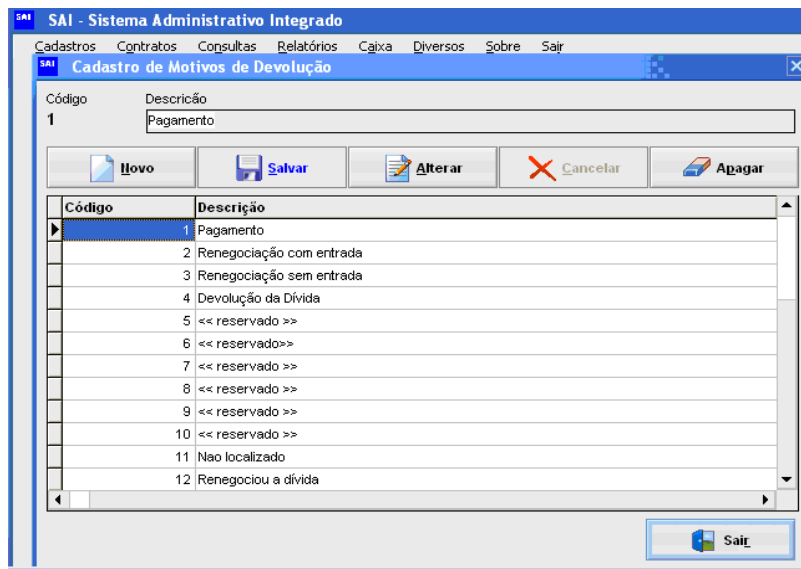 SAI SAI - Sistema Administrativo Integrado
Cadastros Contratos Consultas Relatórios Caixa Diversos Sobre Sair
SAI Cadastro de Motivos de Devolução
Código Descricão
1 Pagamento
Novo Salvar Alterar Cancelar Apagar
Código Descrição
1 Pagamento
2 Renegociação com entrada
3 Renegociação sem entrada
4 Devolução da Dívida
5 << reservado >>
6 << reservado>>
7 << reservado >>
8 << reservado >>
9 << reservado >>
10 << reservado >>
11 Nao localizado
12 Renegociou a dívida
Sair